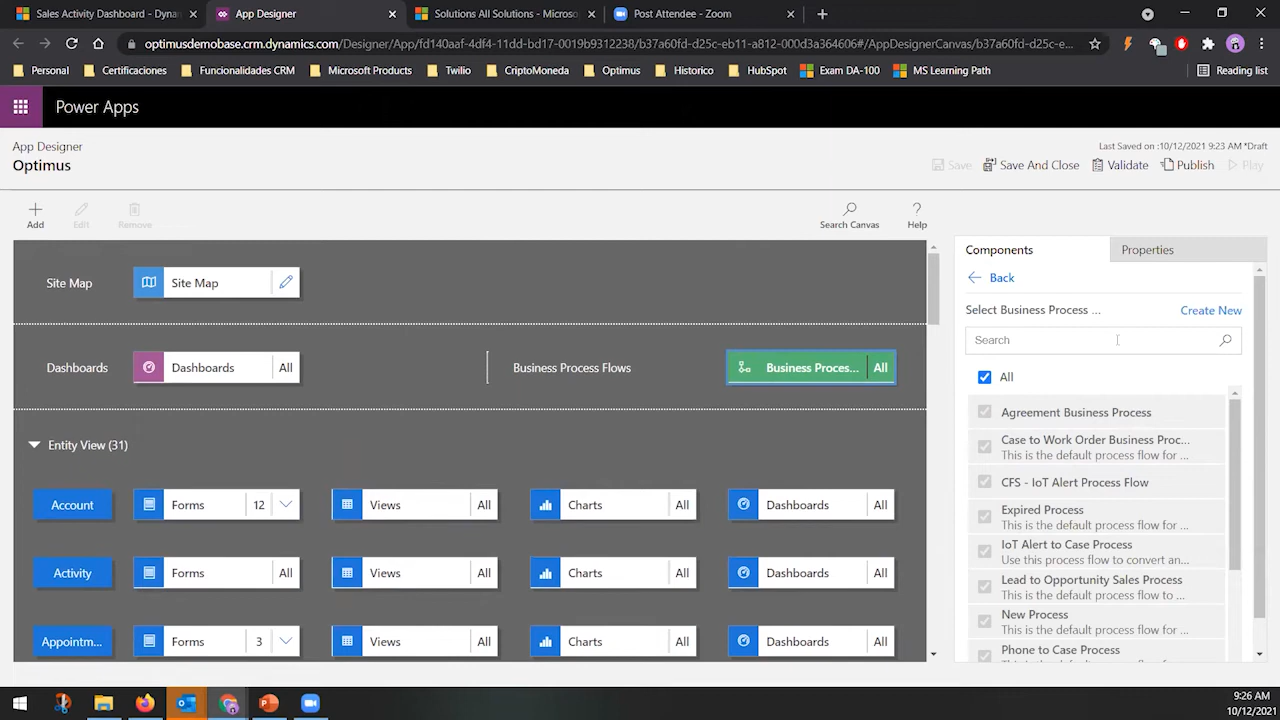 Sales Activity Dashboard - Dynam
App Designer
Solutions All Solutions - Microso
Post Attendee - Zoom
optimusdemobase.crm.dynamics.com/Designer/App/fd140aaf-4df4-11dd-bd17-0019b9312238/b37a60fd-d25c-eb11-a812-000d3a364606#/AppDesignerCanvas/b37a60fd-d25c-eb11-a812-000d3a3...
Personal
Certificaciones
Funcionalidades CRM
Microsoft Products
Twilio
CriptoMoneda
Optimus
Historico
HubSpot
Exam DA-100
MS Learning Path
Reading list
Power Apps
App Designer
Optimus
Last Saved on :10/12/2021 9:23 AM *Draft
Save
Save And Close
Validate
Publish
Play
Add
Edit
Remove
Search Canvas
Help
Site Map
Site Map
Dashboards
Dashboards All
Business Process Flows
Business Proces... All
Entity View (31)
Account
Forms 12
Views All
Charts All
Dashboards All
Activity
Forms All
Views All
Charts All
Dashboards All
Appointm...
Forms 3
Views All
Charts All
Dashboards All
Components
Properties
Back
Select Business Process ...
Create New
Search
All
Agreement Business Process
Case to Work Order Business Proc...
This is the default process flow for ...
CFS - IoT Alert Process Flow
Expired Process
This is the default process flow for ...
IoT Alert to Case Process
Use this process flow to convert an...
Lead to Opportunity Sales Process
This is the default process flow to ...
New Process
This is the default process flow for ...
Phone to Case Process
9:26 AM
10/12/2021